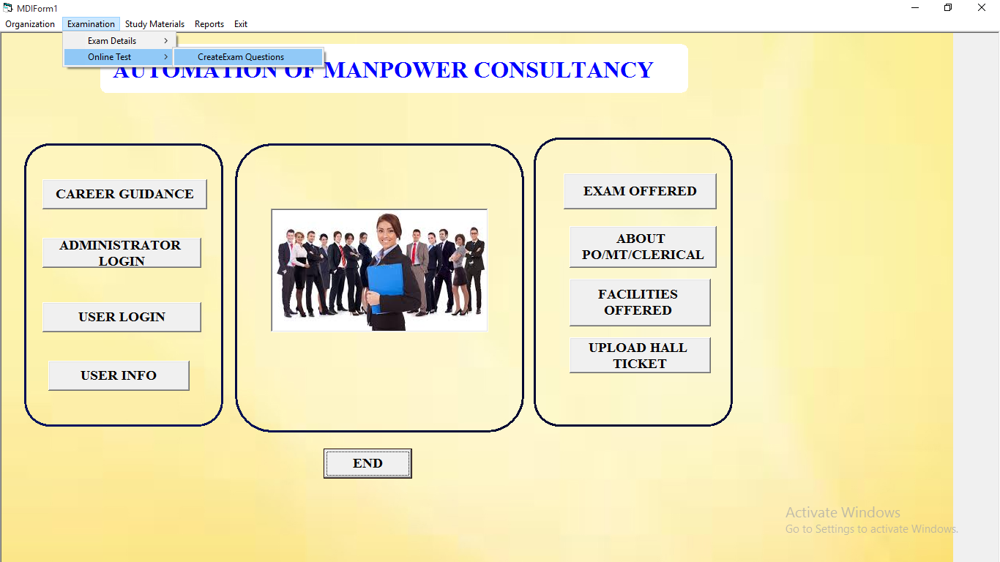 MDIForm1
Organization Examination Study Materials Reports Exit
Exam Details
Online Test
CreateExam Questions
AUTOMATION OF MANPOWER CONSULTANCY
CAREER GUIDANCE
ADMINISTRATOR
LOGIN
USER LOGIN
USER INFO
EXAM OFFERED
ABOUT
PO/MT/CLERICAL
FACILITIES
OFFERED
UPLOAD HALL
TICKET
END
Activate Windows
Go to Settings to activate Windows.